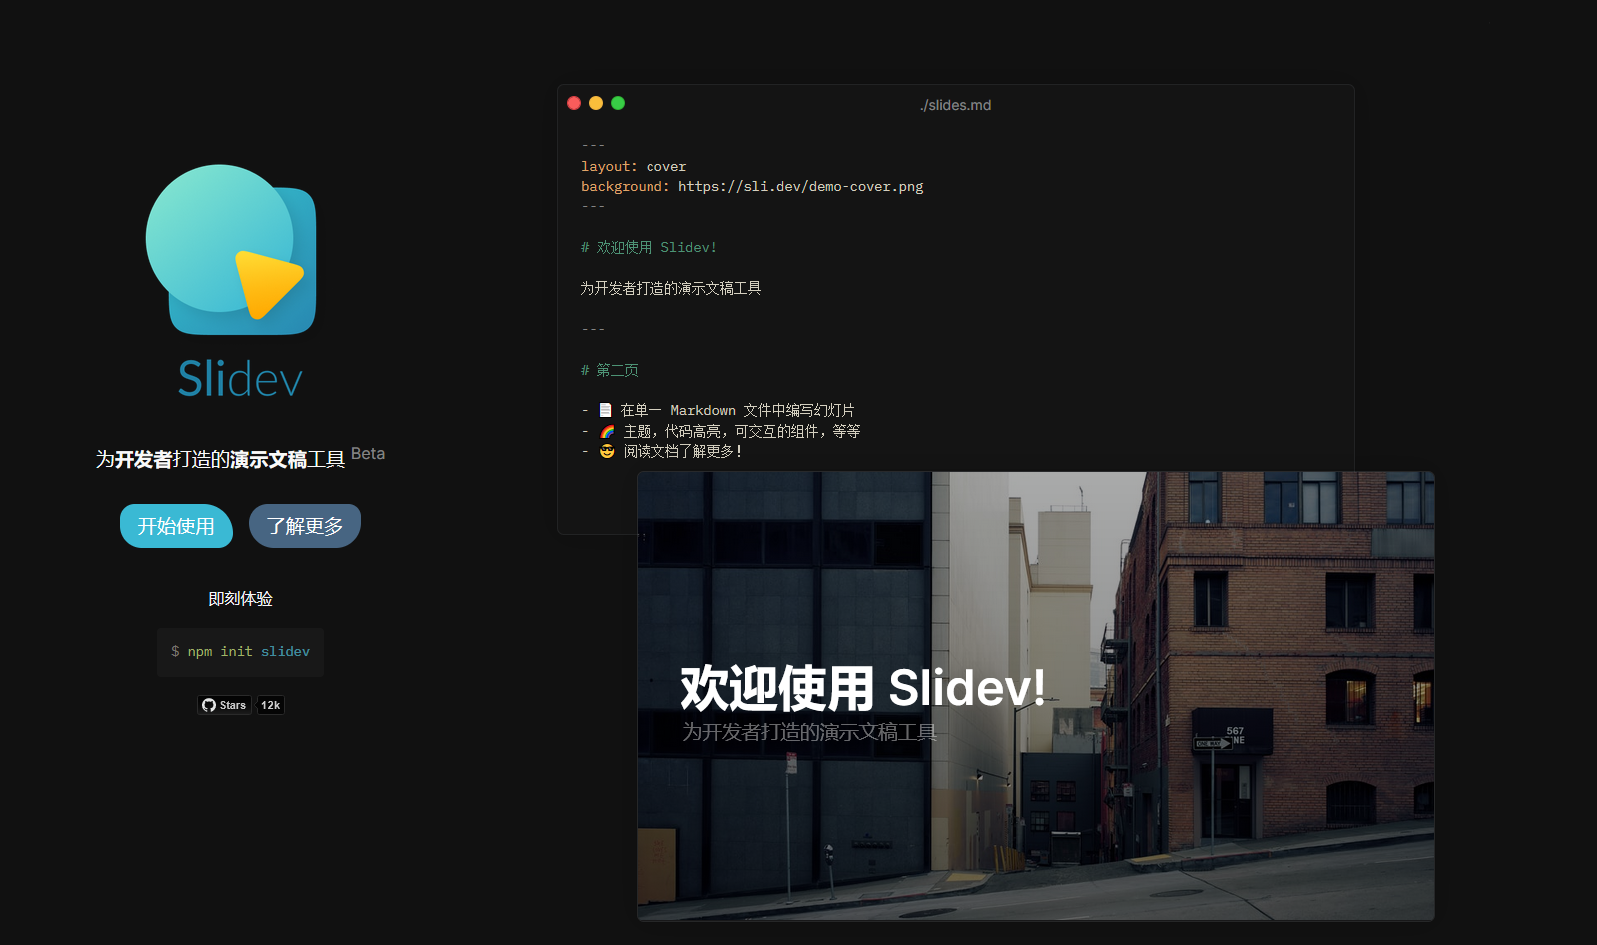 Slidev
为开发者打造的演示文稿工具 Beta
开始使用 了解更多
即刻体验
$ npm init slidev
Stars 12k
./slides.md
---
layout: cover
background: https://sli.dev/demo-cover.png
---
# 欢迎使用 Slidev!
为开发者打造的演示文稿工具
---
# 第二页
- 📄 在单一 Markdown 文件中编写幻灯片
- 🌈 主题，代码高亮，可交互的组件，等等
- 😎 阅读文档了解更多!
欢迎使用 Slidev!
为开发者打造的演示文稿工具
N
567
ONE WAY